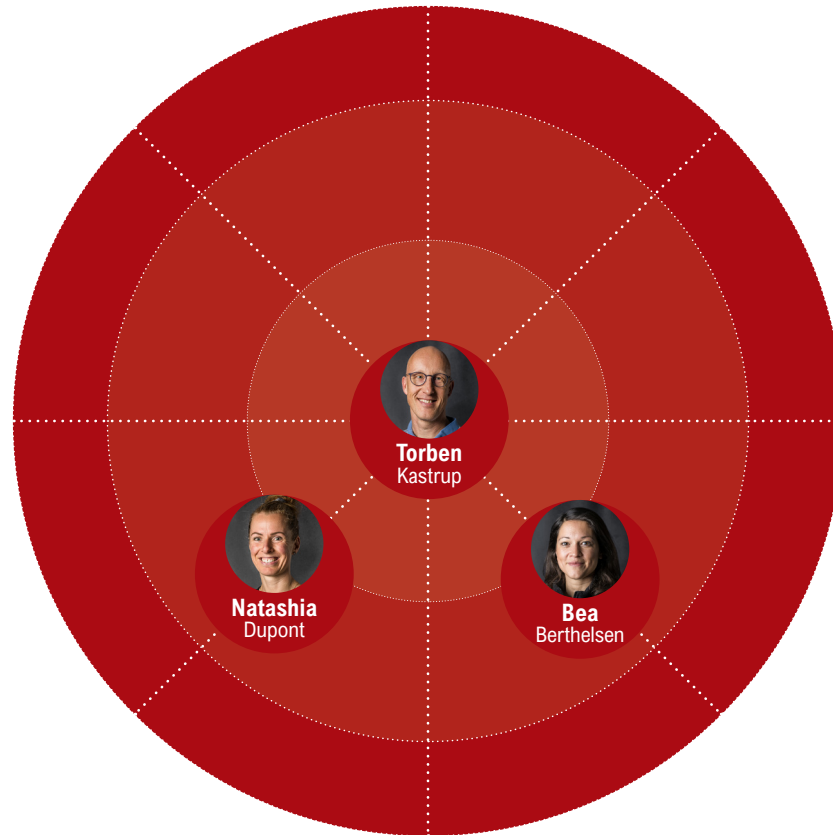 Torben
Kastrup
Natashia
Dupont
Bea
Berthelsen